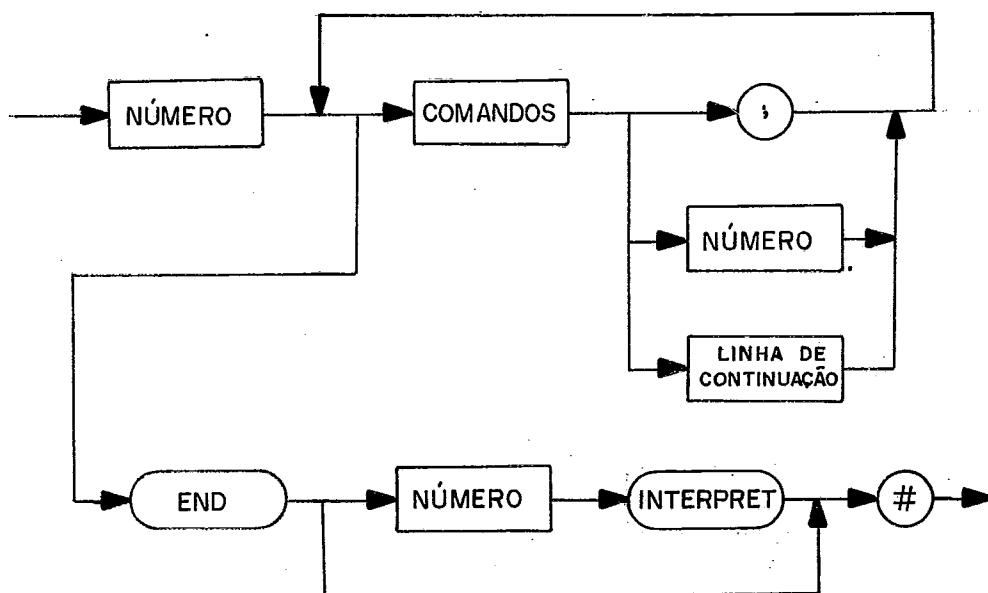 NÚMERO
COMANDOS
;
NÚMERO
LINHA DE
CONTINUAÇÃO
END
NÚMERO
INTERPRET
#